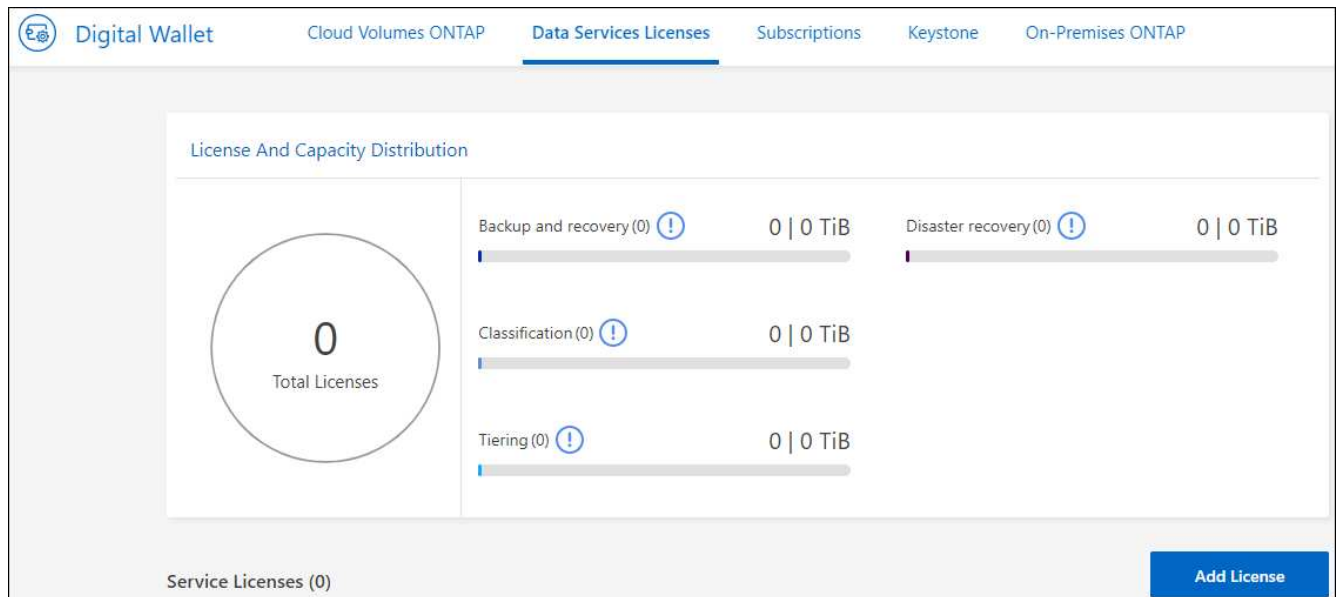 Digital Wallet Cloud Volumes ONTAP Data Services Licenses Subscriptions Keystone On-Premises ONTAP
License And Capacity Distribution
Backup and recovery (0) 0 | 0 TiB Disaster recovery (0) 0 | 0 TiB
0
Total Licenses
Classification (0) 0 | 0 TiB
Tiering (0) 0 | 0 TiB
Service Licenses (0) Add License